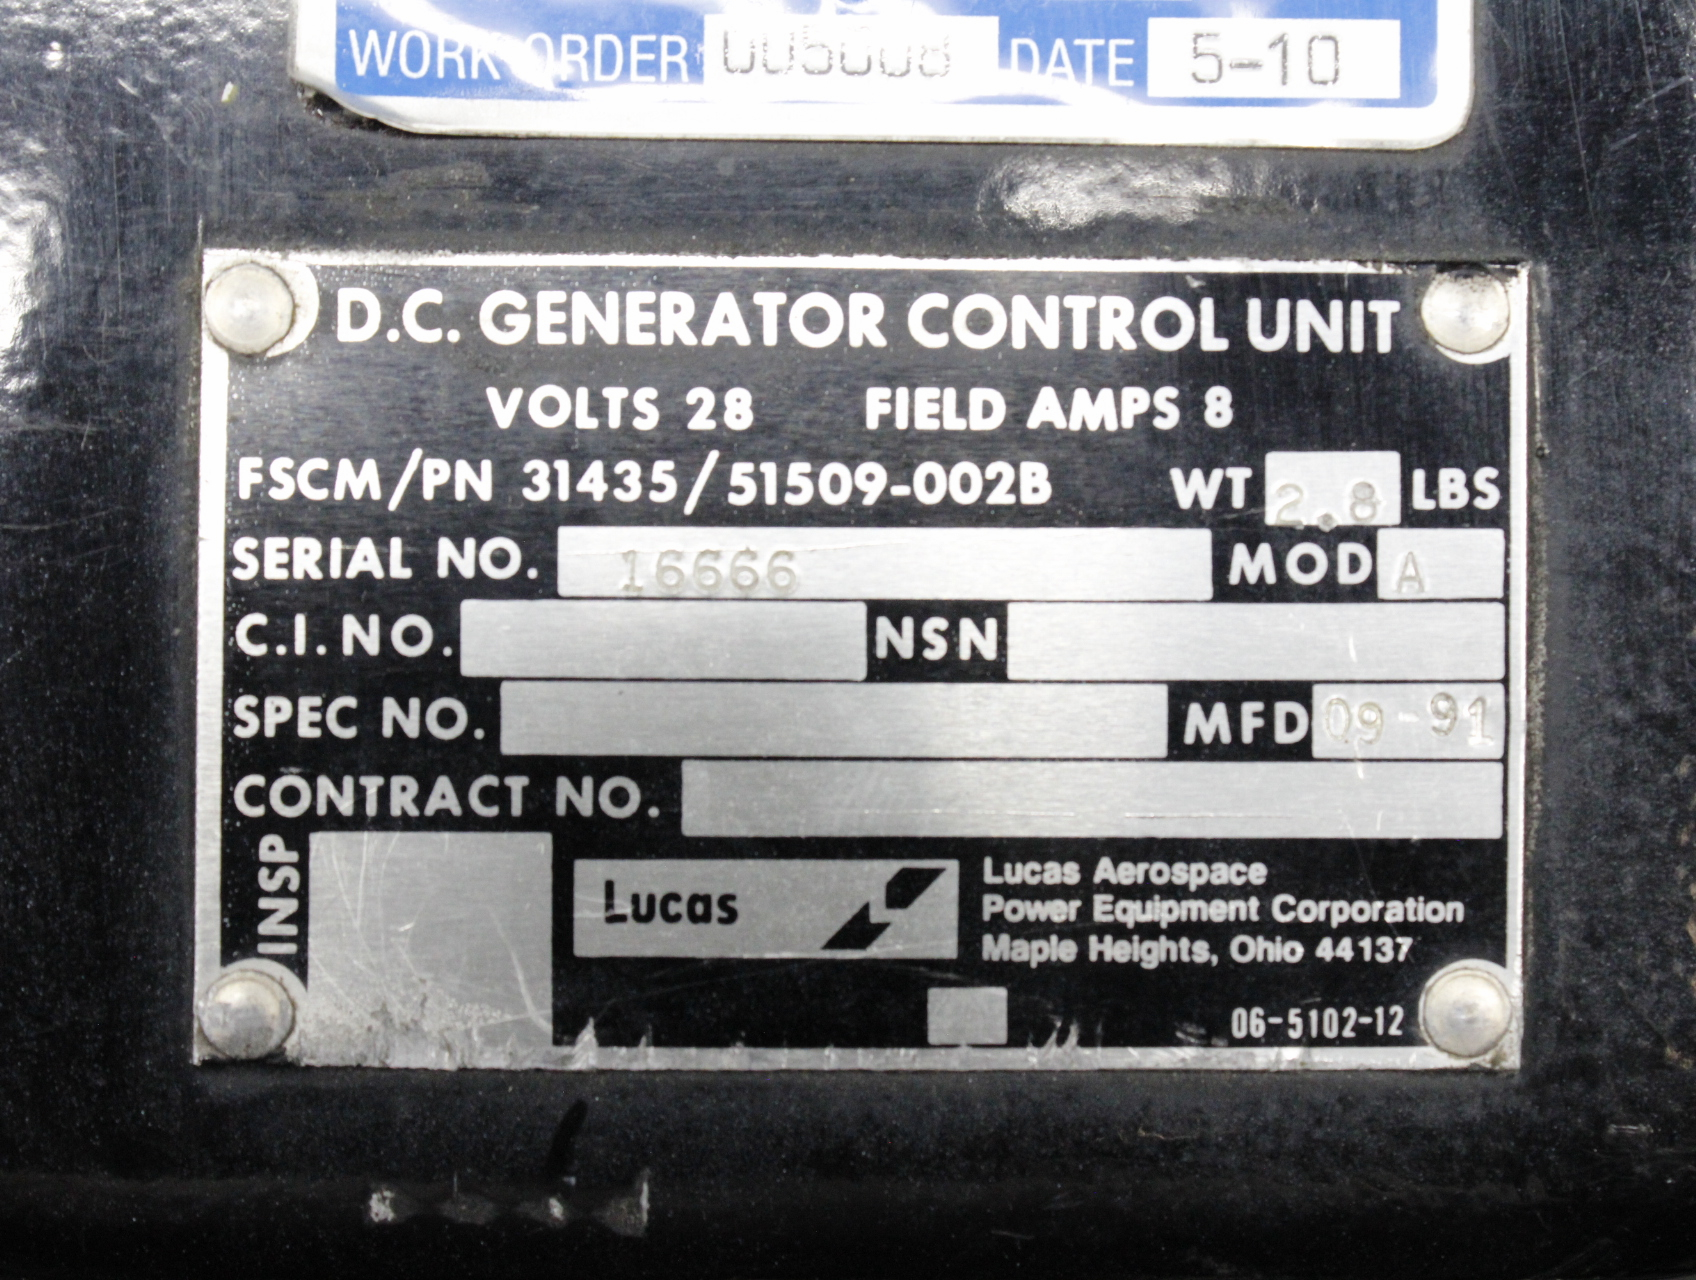 WORK ORDER 005008 DATE 5-10
D.C. GENERATOR CONTROL UNIT
VOLTS 28 FIELD AMPS 8
FSCM/PN 31435/51509-002B WT 2.8 LBS
SERIAL NO. 16666 MOD A
C.I. NO. NSN
SPEC NO. MFD 09-91
CONTRACT NO.
INSP
Lucas
Lucas Aerospace
Power Equipment Corporation
Maple Heights, Ohio 44137
06-5102-12